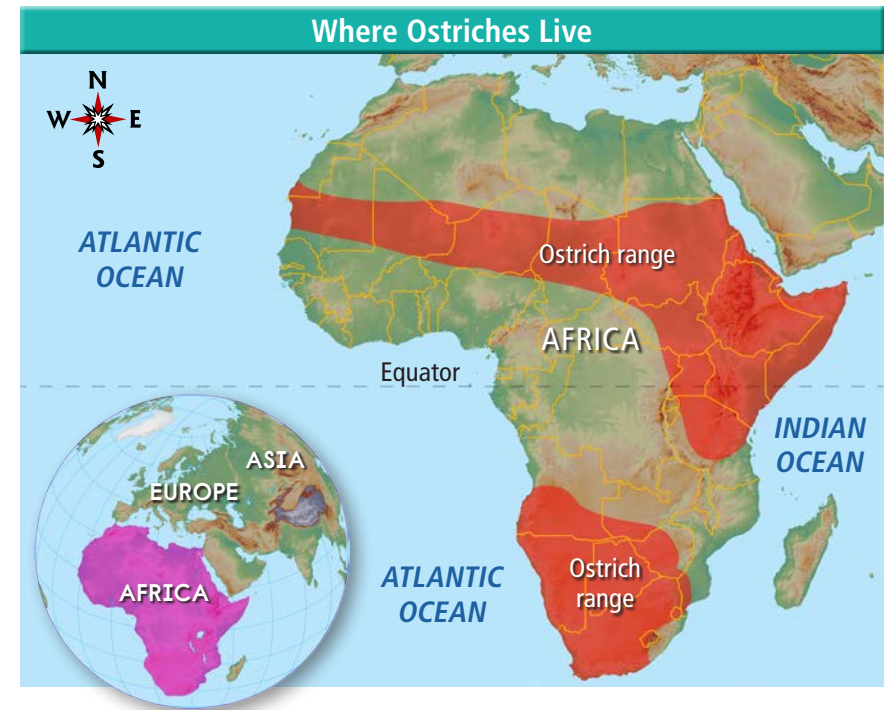 Where Ostriches Live
N
W
E
S
ATLANTIC
OCEAN
Ostrich range
AFRICA
Equator
INDIAN
OCEAN
ASIA
EUROPE
AFRICA
ATLANTIC
OCEAN
Ostrich
range